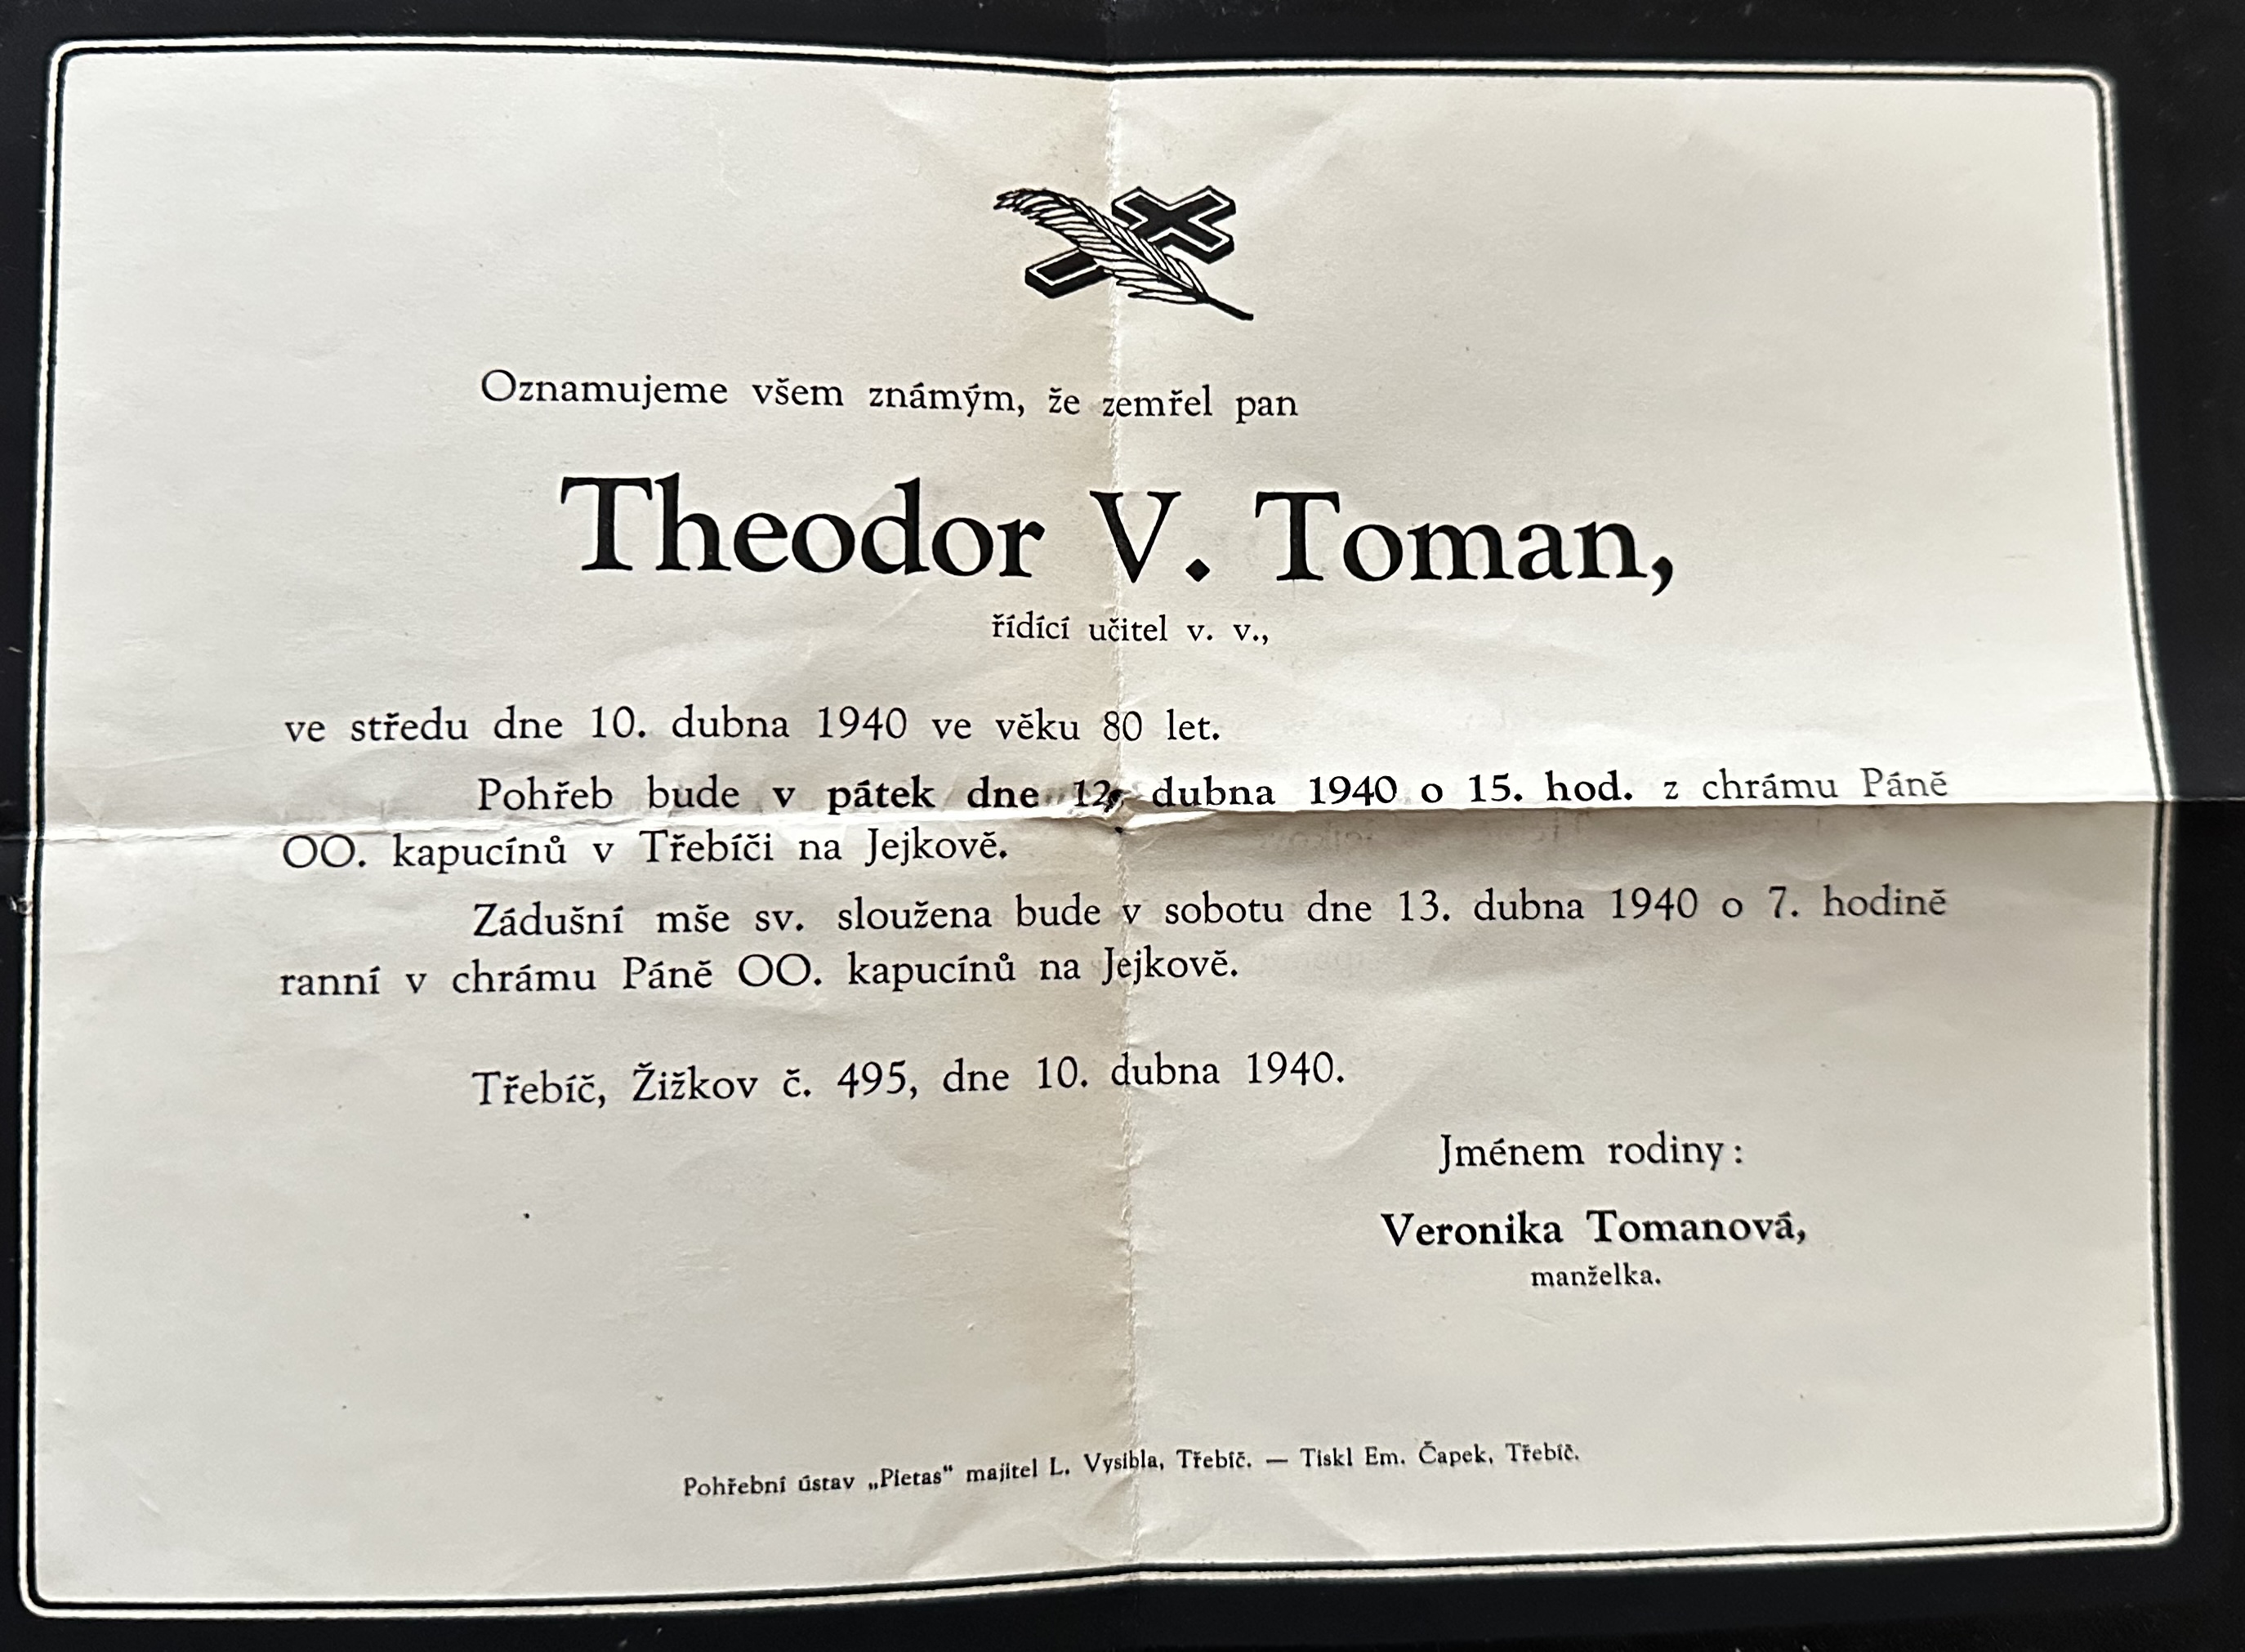 Oznamujeme všem známým, že zemřel pan
Theodor V. Toman,
řídící učitel v. v.,
ve středu dne 10. dubna 1940 ve věku 80 let.
Pohřeb bude v pátek dne 12. dubna 1940 o 15. hod. z chrámu Páně
OO. kapucínů v Třebíči na Jejkově.
Zádušní mše sv. sloužena bude v sobotu dne 13. dubna 1940 o 7. hodině
ranní v chrámu Páně OO. kapucínů na Jejkově.
Třebíč, Žižkov č. 495, dne 10. dubna 1940.
Jménem rodiny:
Veronika Tomanová,
manželka.
Pohřební ústav „Pietas“ majitel L. Vysibla, Třebíč. — Tiskl Em. Čapek, Třebíč.